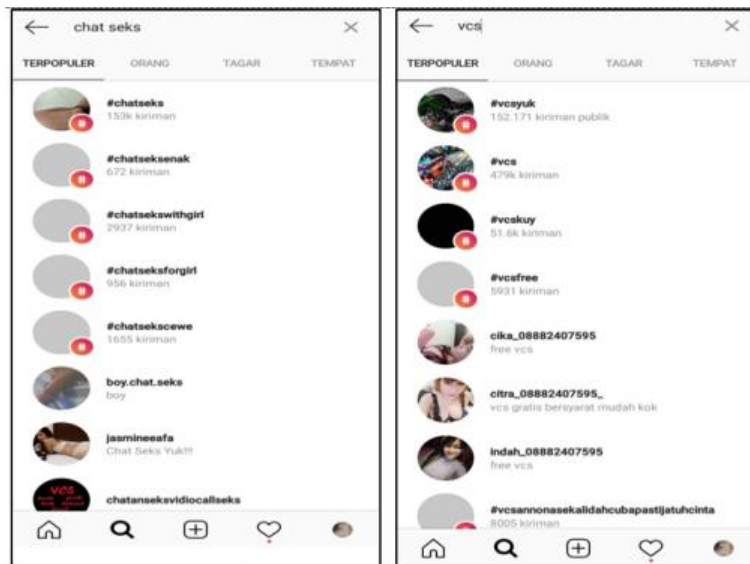 chat seks
TERPOPULER ORANG TAGAR TEMPAT
#chatseks
153k kiriman
#chatseksenak
672 kiriman
#chatsekswithgirl
2937 kiriman
#chatseksforgirl
956 kiriman
#chatsekscewe
1655 kiriman
boy.chat.seks
boy
jasmineeafa
Chat Seks Yuk!!!
VCS
chatanseksvidiocallseks
vcs
TERPOPULER ORANG TAGAR TEMPAT
#vcsyuk
152.171 kiriman publik
#vcs
479k kiriman
#vcskuy
51.6k kiriman
#vcsfree
5931 kiriman
cika_08882407595
free vcs
citra_08882407595_
vcs gratis bersyarat mudah kok
indah_08882407595
free vcs
#vcsannonasekalidahcubapastijatuhcinta
8005 kiriman